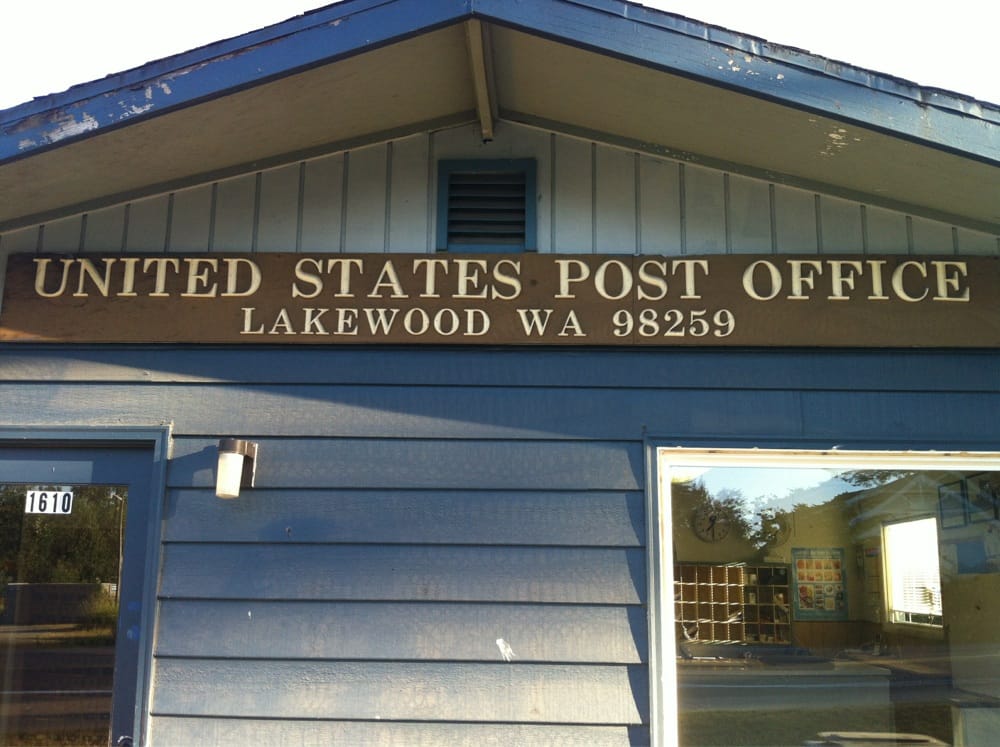 UNITED STATES POST OFFICE
LAKEWOOD WA 98259
1610